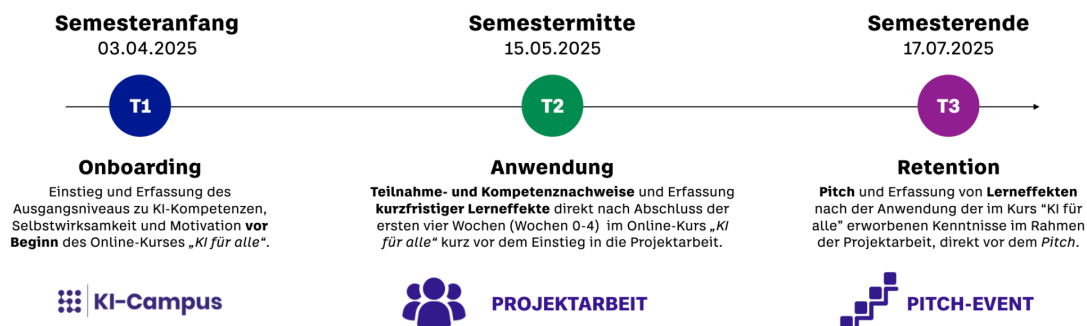 Semesteranfang
03.04.2025
T1
Onboarding
Einstieg und Erfassung des
Ausgangsniveaus zu KI-Kompetenzen,
Selbstwirksamkeit und Motivation vor
Beginn des Online-Kurses „KI für alle“.
KI-Campus
Semestermitte
15.05.2025
T2
Anwendung
Teilnahme- und Kompetenznachweise und Erfassung
kurzfristiger Lerneffekte direkt nach Abschluss der
ersten vier Wochen (Wochen 0-4) im Online-Kurs „KI
für alle“ kurz vor dem Einstieg in die Projektarbeit.
PROJEKTARBEIT
Semesterende
17.07.2025
T3
Retention
Pitch und Erfassung von Lerneffekten
nach der Anwendung der im Kurs “KI für
alle” erworbenen Kenntnisse im Rahmen
der Projektarbeit, direkt vor dem Pitch.
PITCH-EVENT